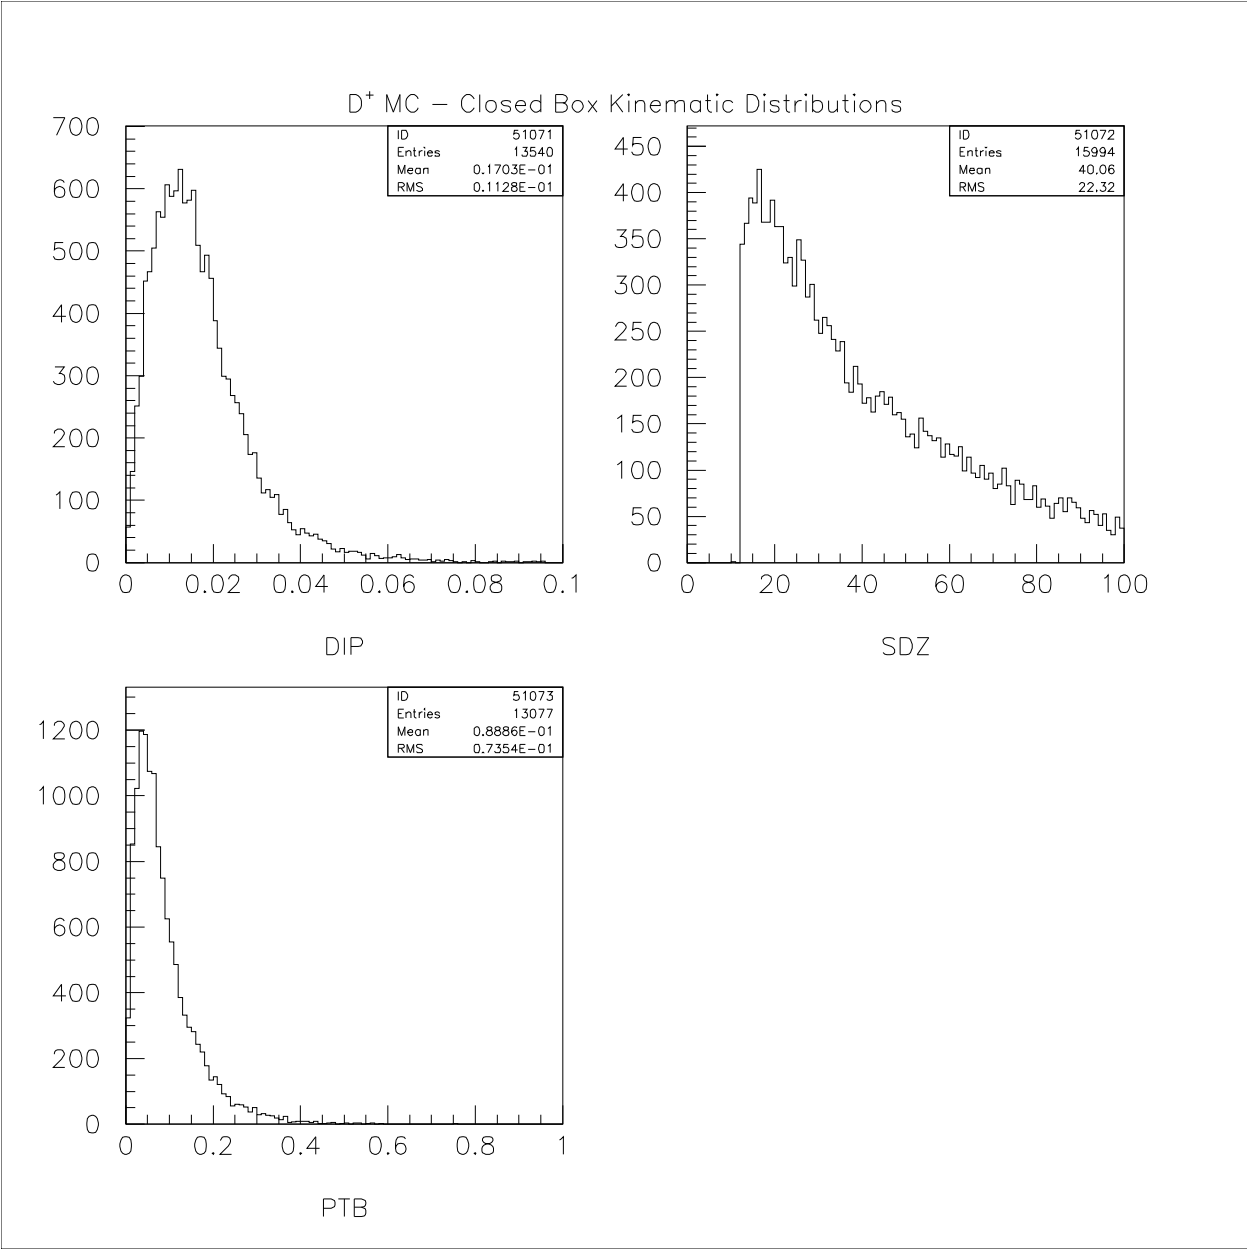 D⁺ MC − Closed Box Kinematic Distributions
ID 51071
Entries 13540
Mean 0.1703E−01
RMS 0.1128E−01
700
600
500
400
300
200
100
0
0 0.02 0.04 0.06 0.08 0.1
DIP
ID 51072
Entries 15994
Mean 40.06
RMS 22.32
450
400
350
300
250
200
150
100
50
0
0 20 40 60 80 100
SDZ
ID 51073
Entries 13077
Mean 0.8886E−01
RMS 0.7354E−01
1200
1000
800
600
400
200
0
0 0.2 0.4 0.6 0.8 1
PTB